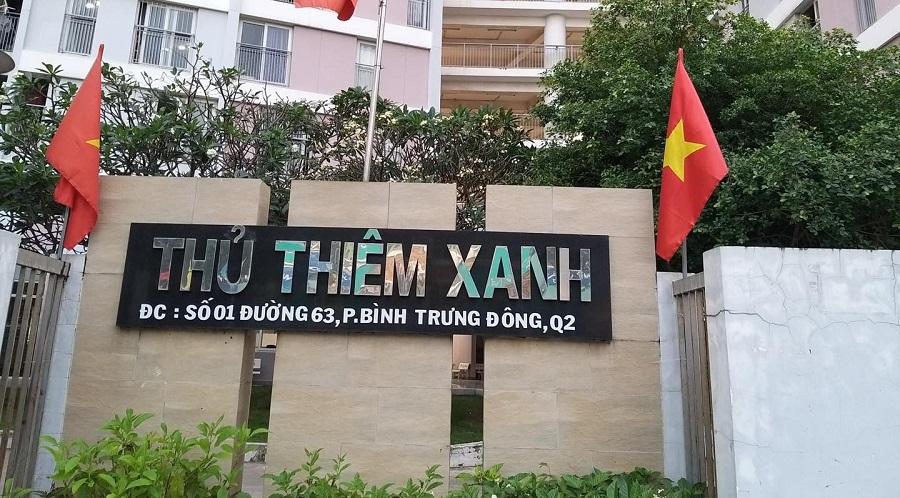 THỦ THIÊM XANH
ĐC : SỐ 01 ĐƯỜNG 63, P.BÌNH TRƯNG ĐÔNG, Q2